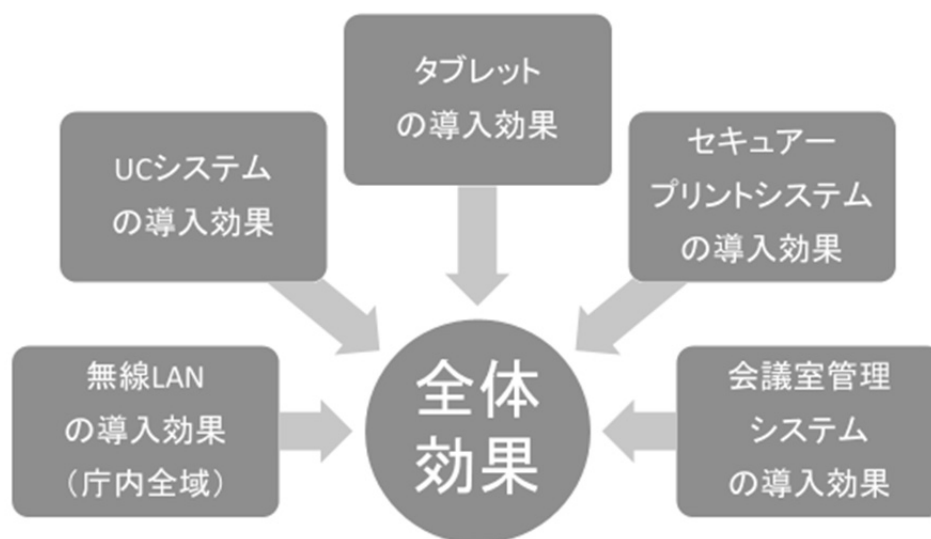 タブレット
の導入効果
UCシステム
の導入効果
セキュアー
プリントシステム
の導入効果
無線LAN
の導入効果
（庁内全域）
全体
効果
会議室管理
システム
の導入効果